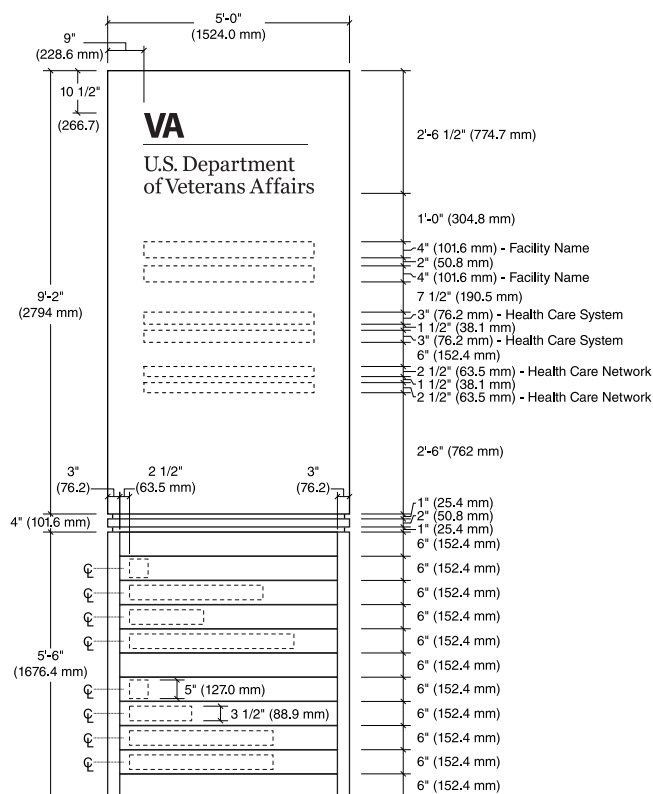 5'-0"
(1524.0 mm)
9"
(228.6 mm)
10 1/2"
(266.7)
VA
U.S. Department
of Veterans Affairs
2'-6 1/2" (774.7 mm)
1'-0" (304.8 mm)
4" (101.6 mm) - Facility Name
2" (50.8 mm)
4" (101.6 mm) - Facility Name
7 1/2" (190.5 mm)
3" (76.2 mm) - Health Care System
1 1/2" (38.1 mm)
3" (76.2 mm) - Health Care System
6" (152.4 mm)
2 1/2" (63.5 mm) - Health Care Network
1 1/2" (38.1 mm)
2 1/2" (63.5 mm) - Health Care Network
9'-2"
(2794 mm)
2'-6" (762 mm)
3"
(76.2)
2 1/2"
(63.5 mm)
3"
(76.2)
4" (101.6 mm)
1" (25.4 mm)
2" (50.8 mm)
1" (25.4 mm)
6" (152.4 mm)
℄ 6" (152.4 mm)
℄ 6" (152.4 mm)
℄ 6" (152.4 mm)
℄ 6" (152.4 mm)
5'-6"
(1676.4 mm)
6" (152.4 mm)
℄ 5" (127.0 mm) 6" (152.4 mm)
℄ 3 1/2" (88.9 mm) 6" (152.4 mm)
℄ 6" (152.4 mm)
℄ 6" (152.4 mm)
6" (152.4 mm)